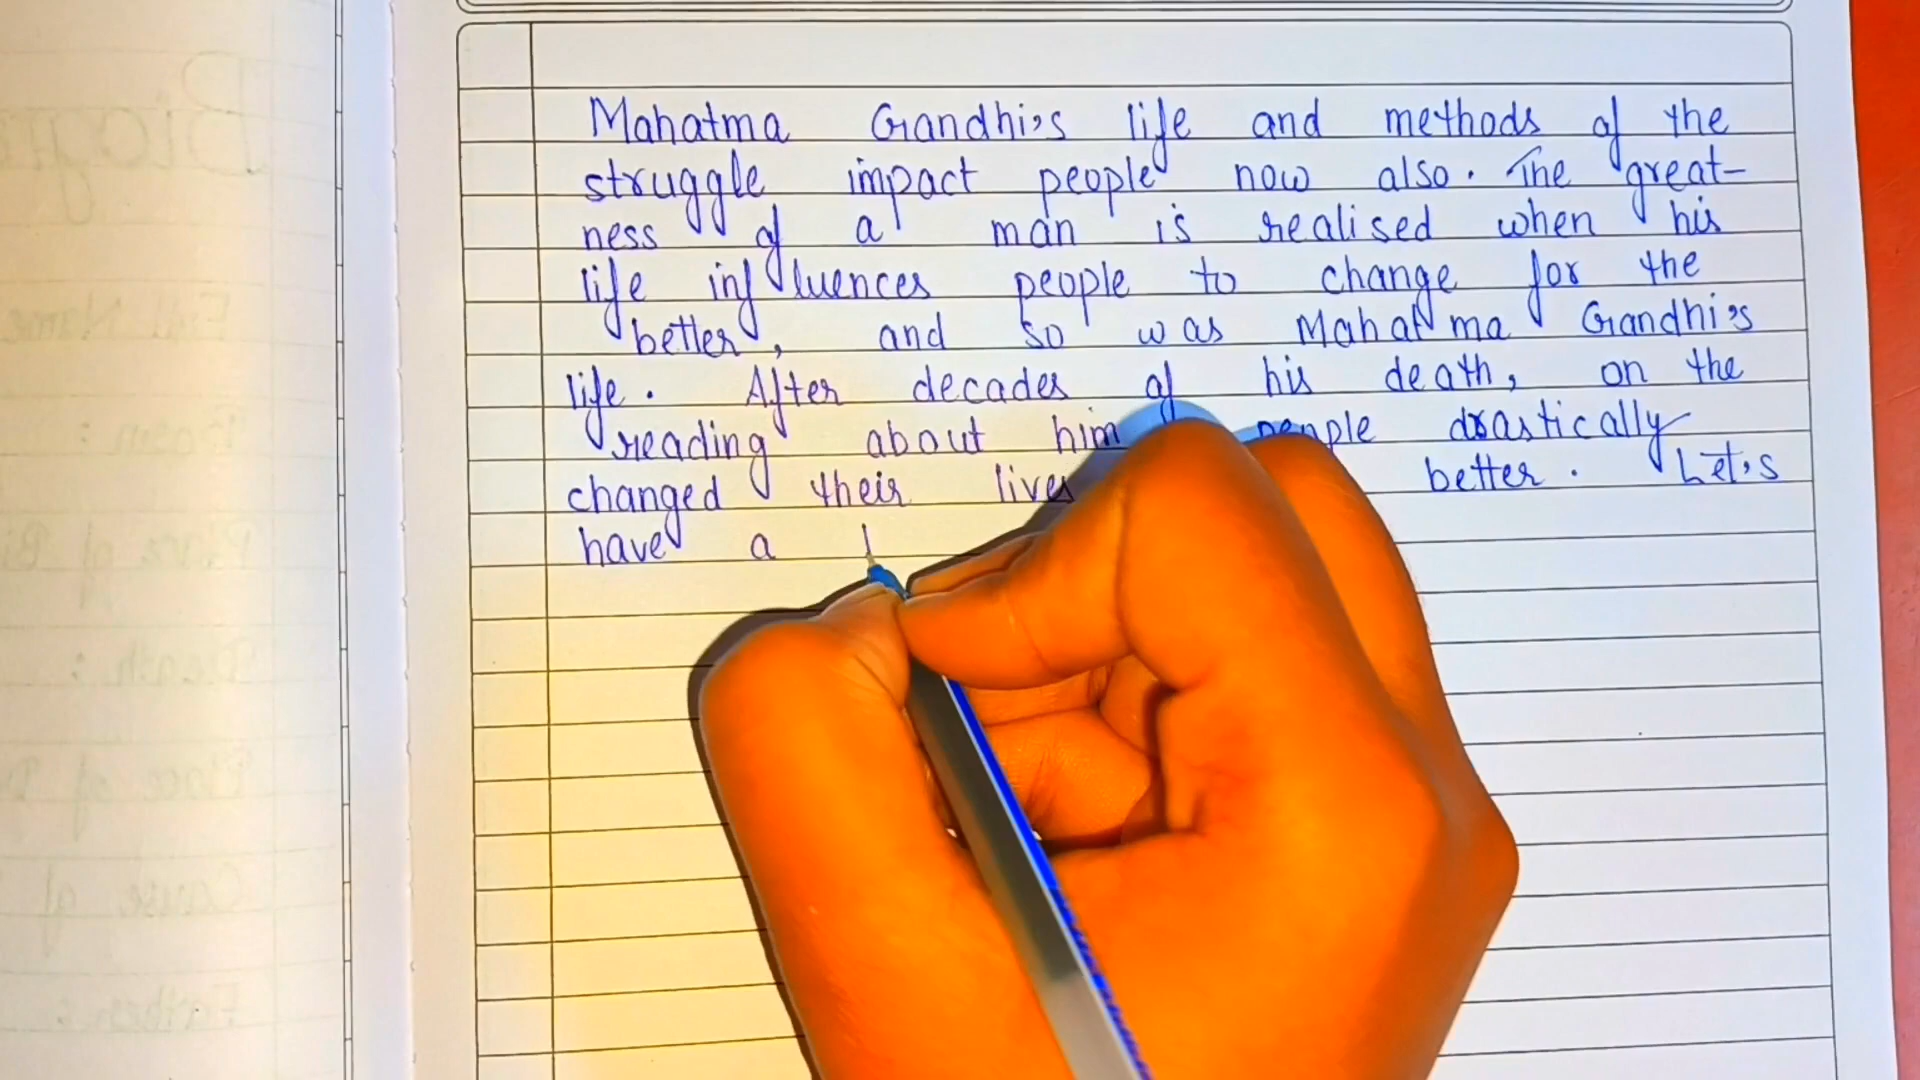 Mahatma Gandhi's life and methods of the
struggle impact people now also. The great-
ness of a man is realised when his
life influences people to change for the
better, and so was Mahatma Gandhi's
life. After decades of his death, on the
reading about him people drastically
changed their lives better. Let's
have a